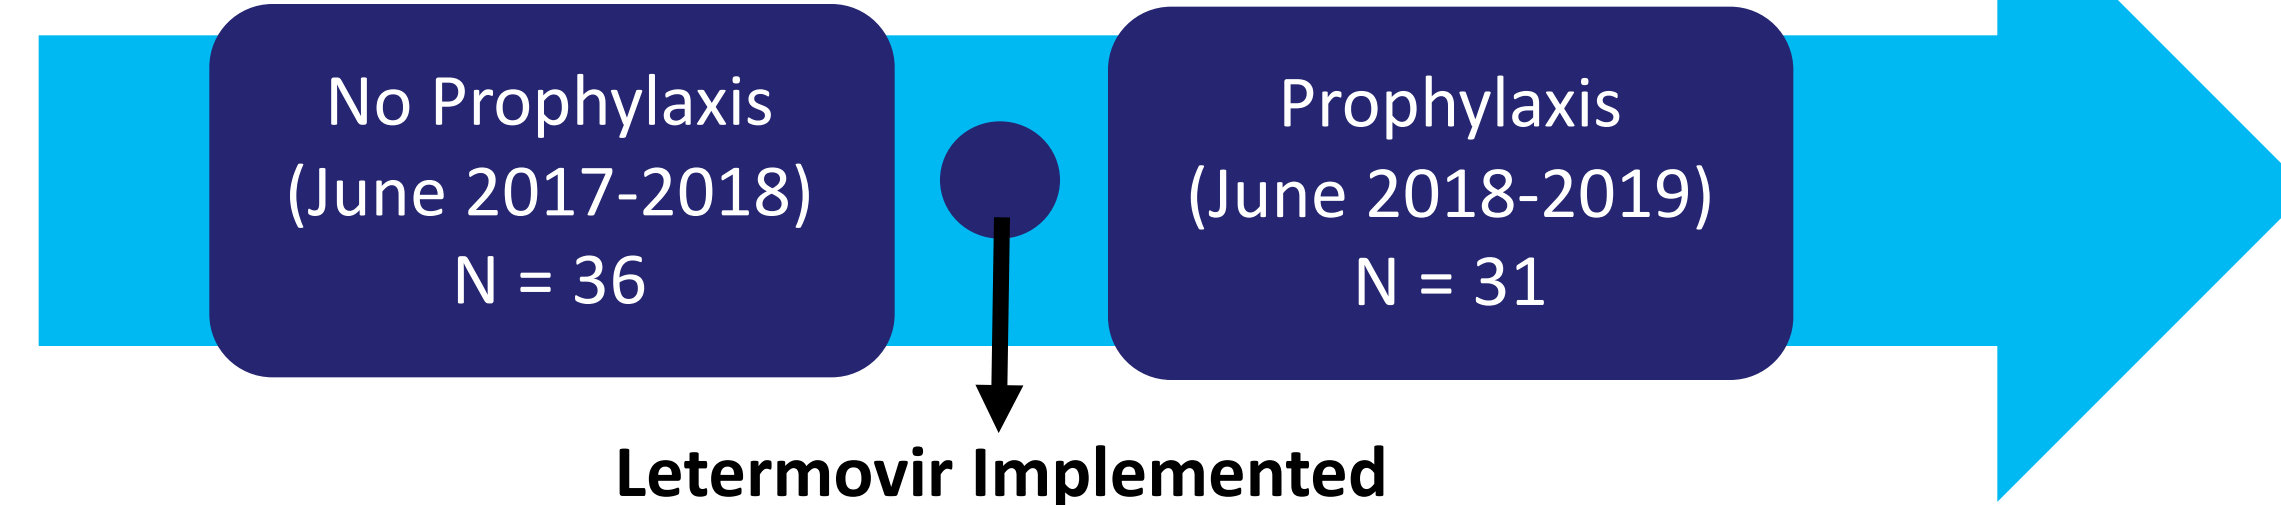 No Prophylaxis
(June 2017-2018)
N = 36
Prophylaxis
(June 2018-2019)
N = 31
Letermovir Implemented